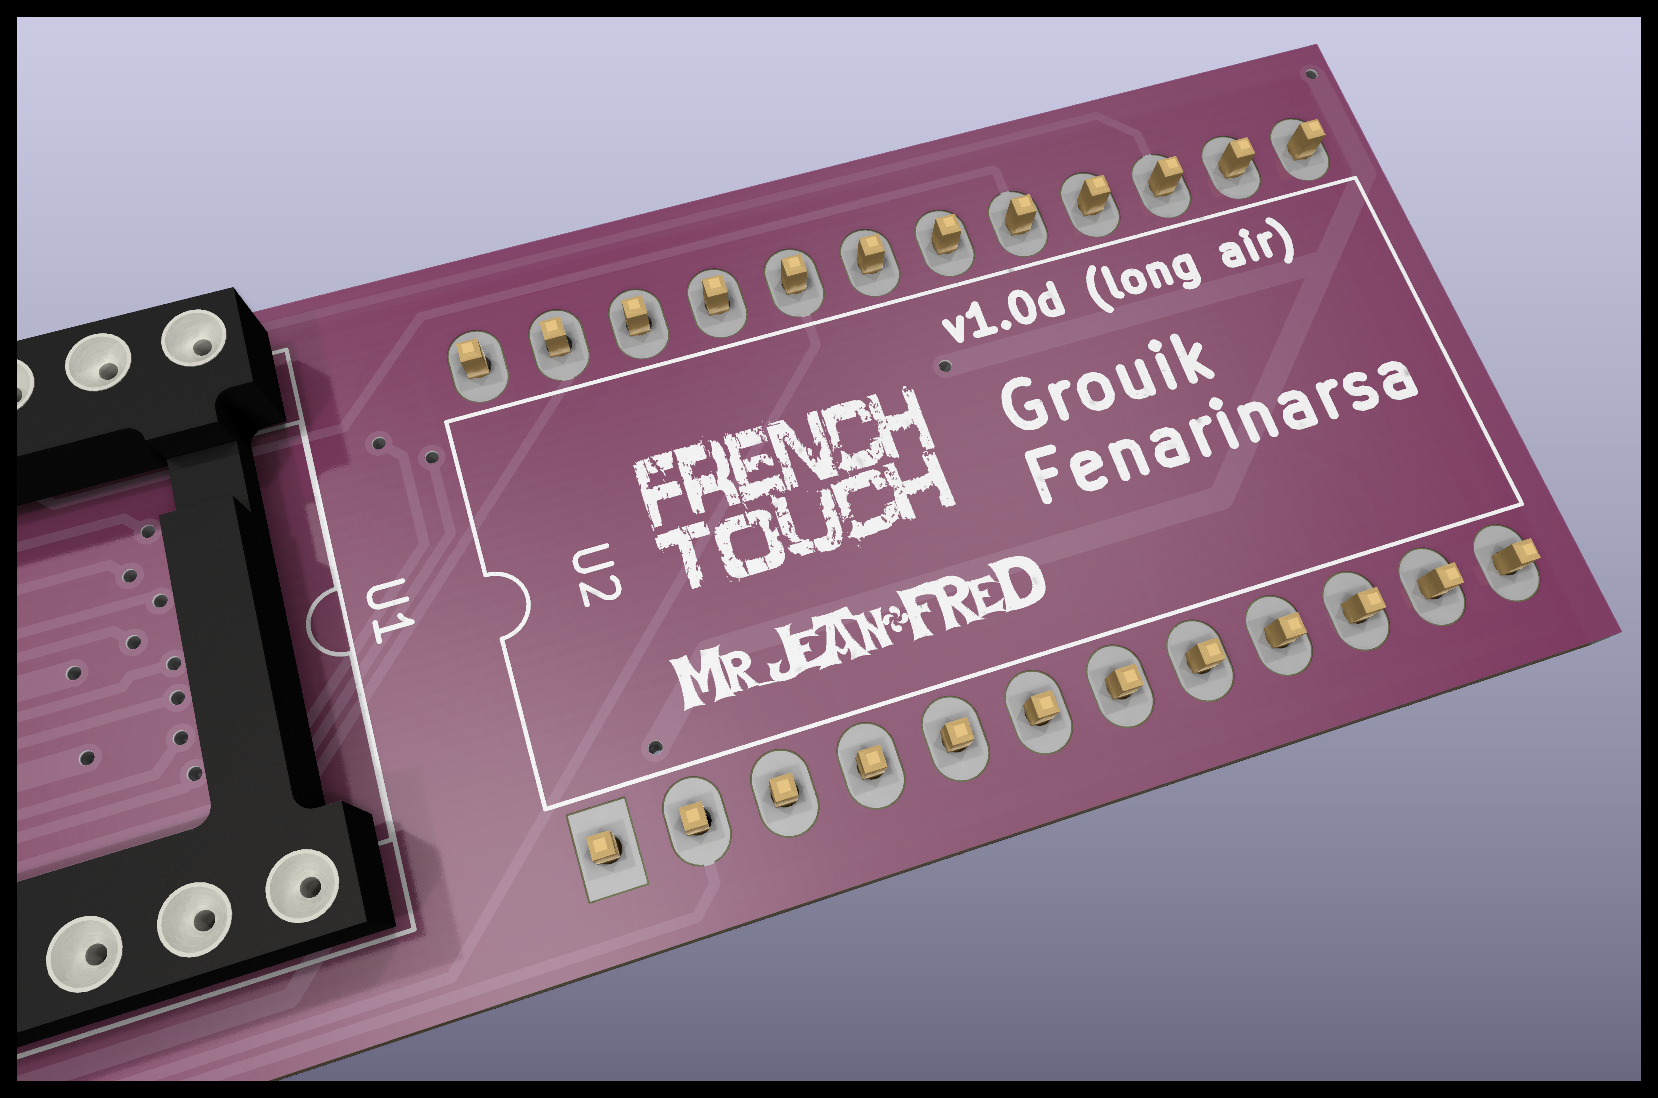 v1.0d (long air)
Grouik
Fenarinarsa
FRENCH
TOUCH
U2
U1
MR JEAN FRED